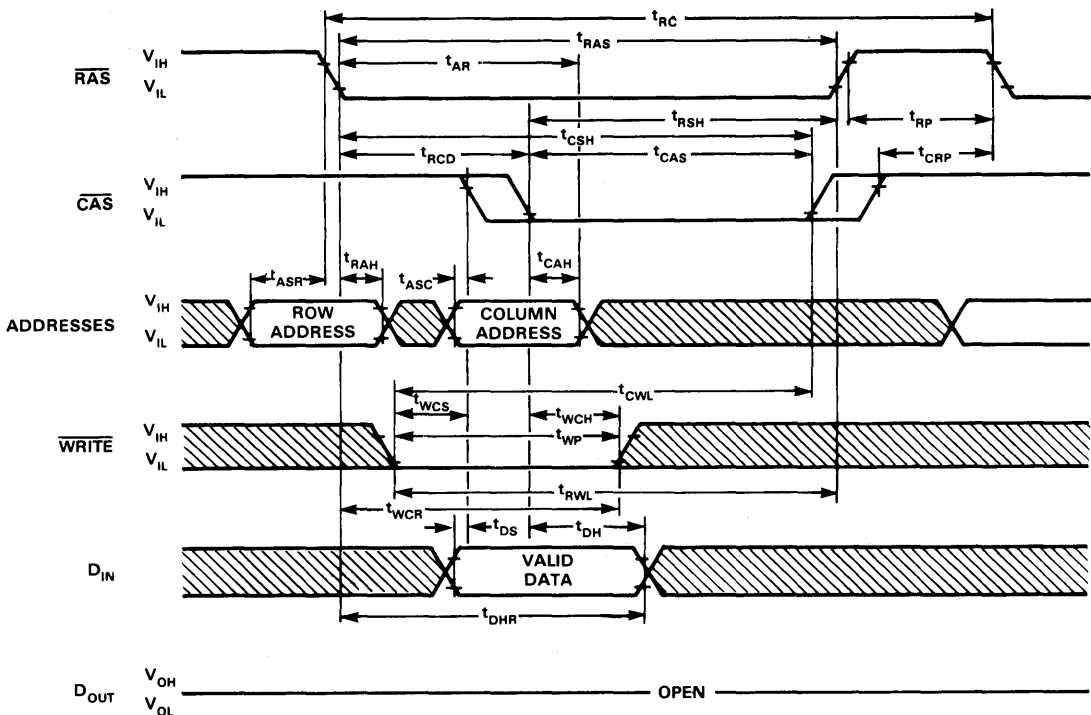 tRC
tRAS
tAR
RAS
VIH
VIL
tRSH
tRP
tCSH
tRCD
tCAS
tCRP
CAS
VIH
VIL
tASR
tRAH
tASC
tCAH
ADDRESSES
VIH
VIL
ROW
ADDRESS
COLUMN
ADDRESS
tCWL
tWCS
tWCH
WRITE
VIH
VIL
tWP
tRWL
tWCR
tDS
tDH
DIN
VALID
DATA
tDHR
DOUT
VOH
VOL
OPEN